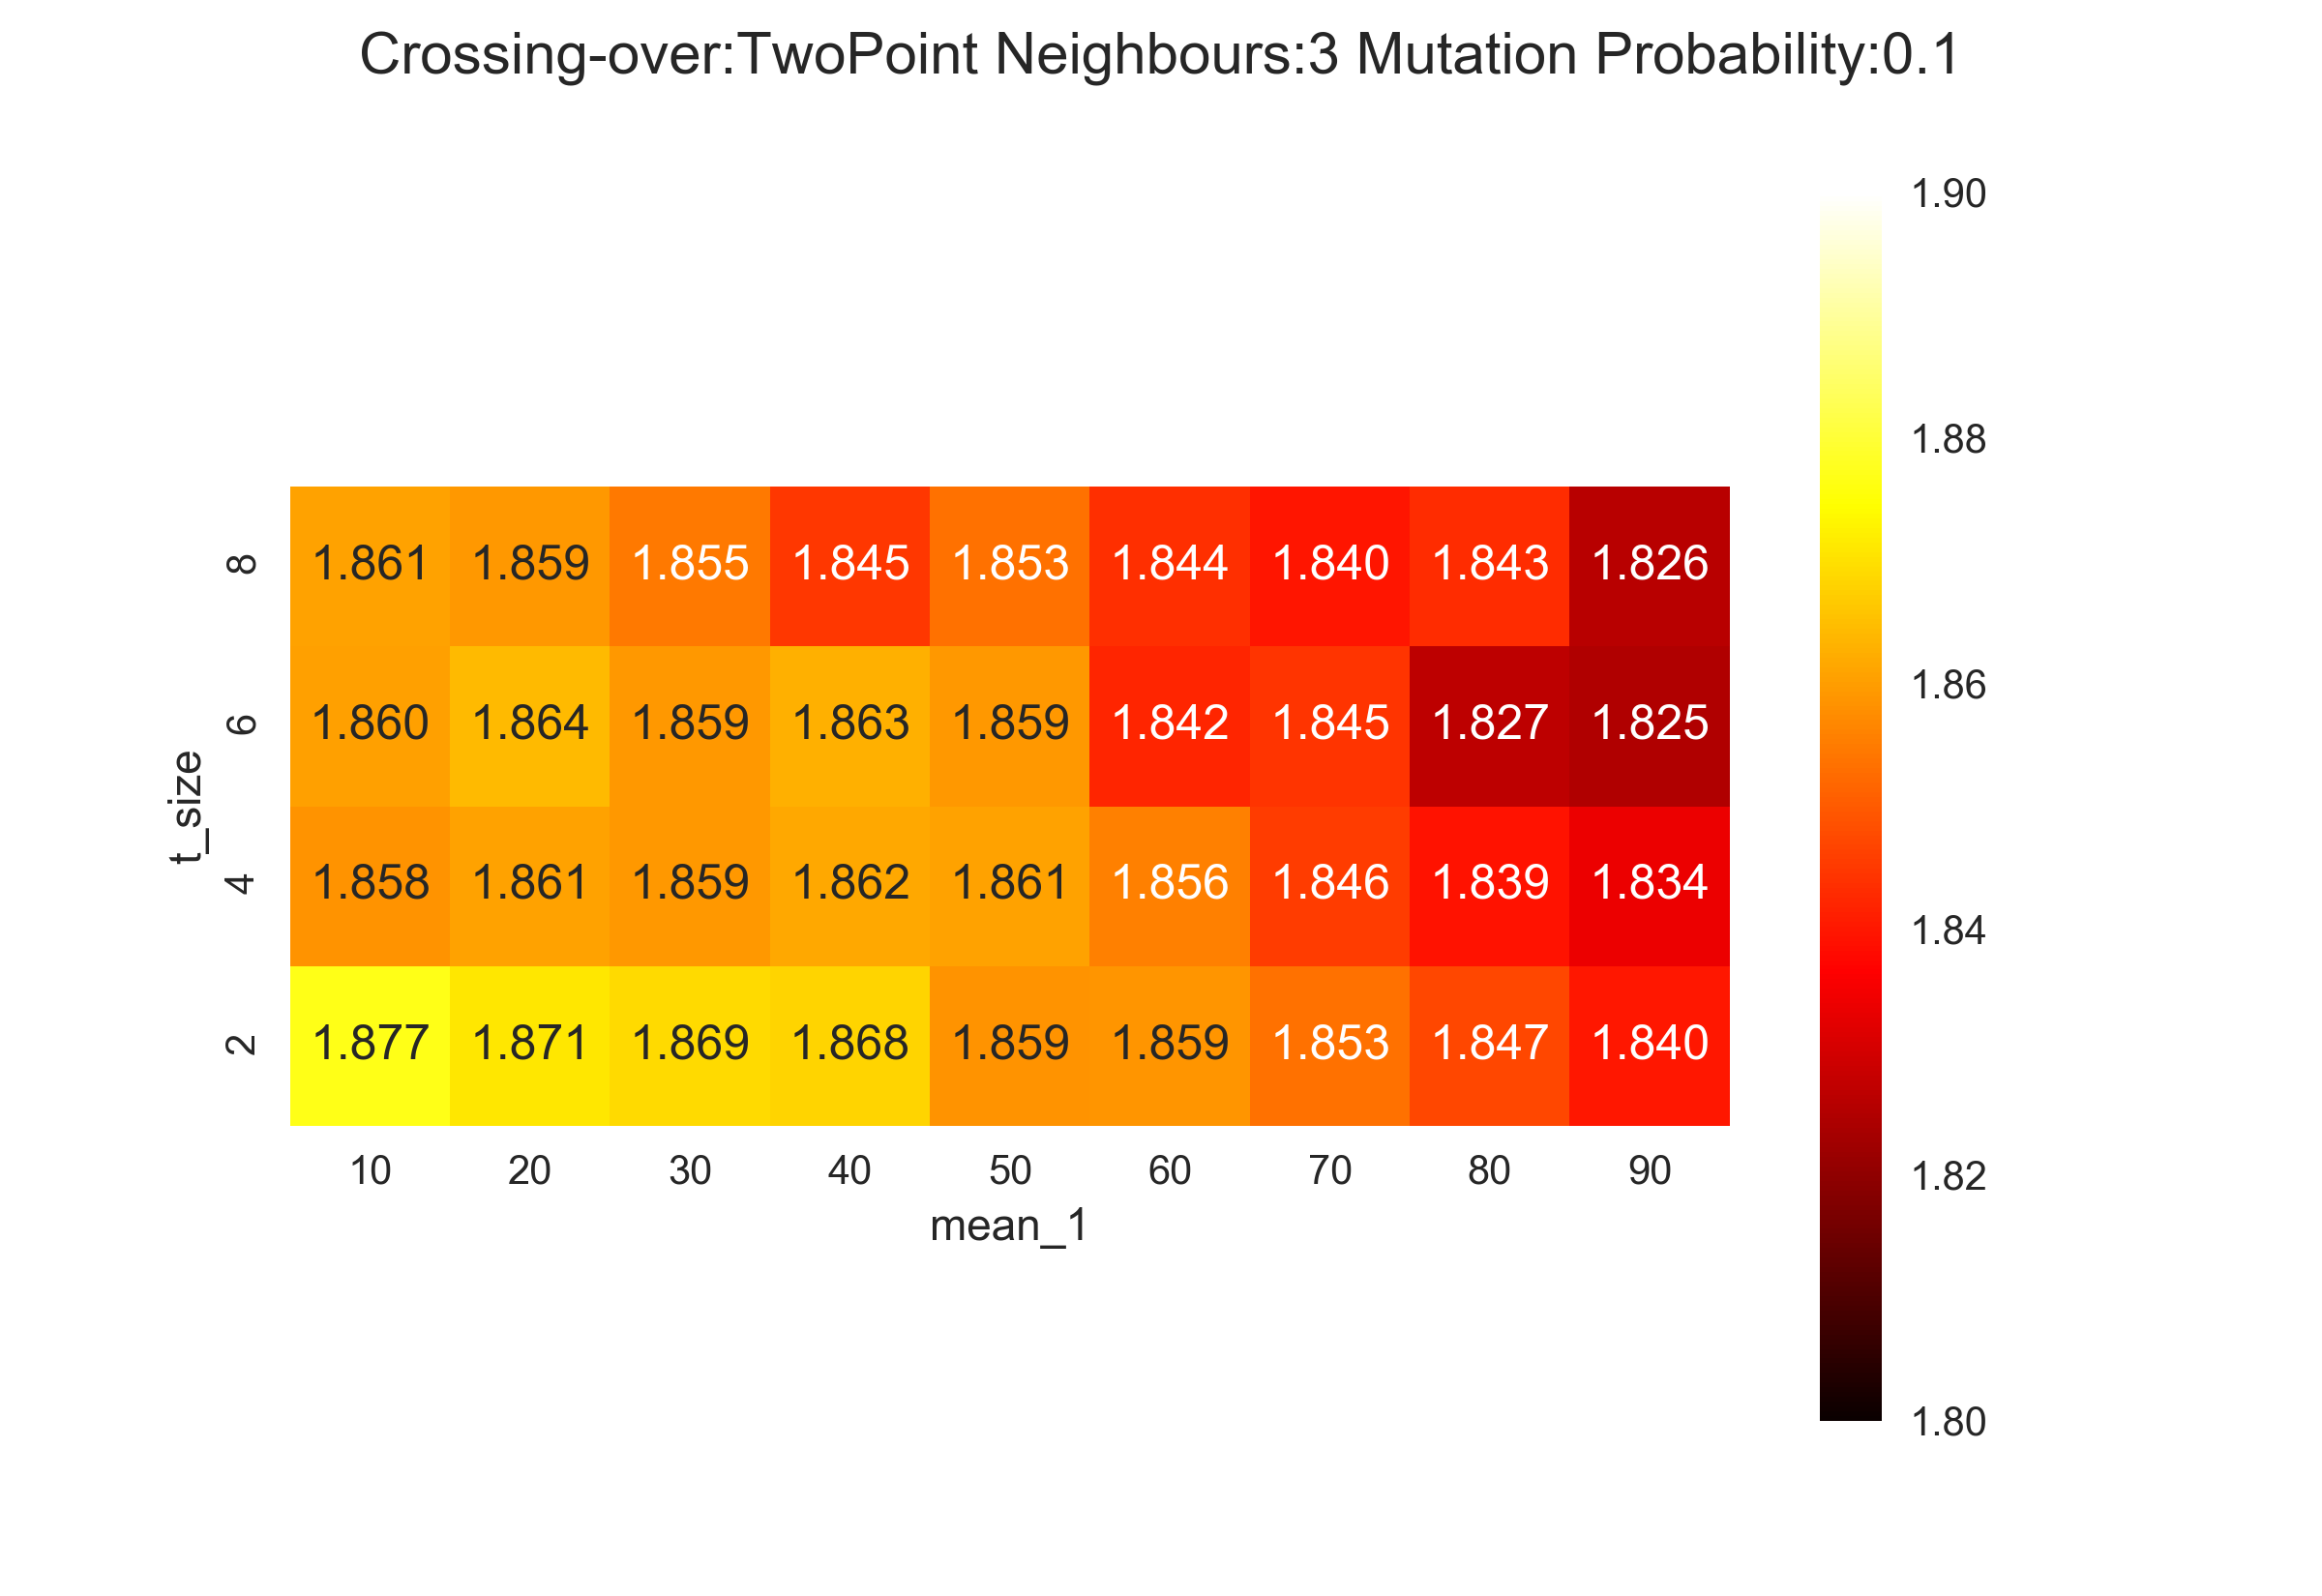 Crossing-over:TwoPoint Neighbours:3 Mutation Probability:0.1
t_size
8 1.861 1.859 1.855 1.845 1.853 1.844 1.840 1.843 1.826
6 1.860 1.864 1.859 1.863 1.859 1.842 1.845 1.827 1.825
4 1.858 1.861 1.859 1.862 1.861 1.856 1.846 1.839 1.834
2 1.877 1.871 1.869 1.868 1.859 1.859 1.853 1.847 1.840
10 20 30 40 50 60 70 80 90
mean_1
1.90
1.88
1.86
1.84
1.82
1.80